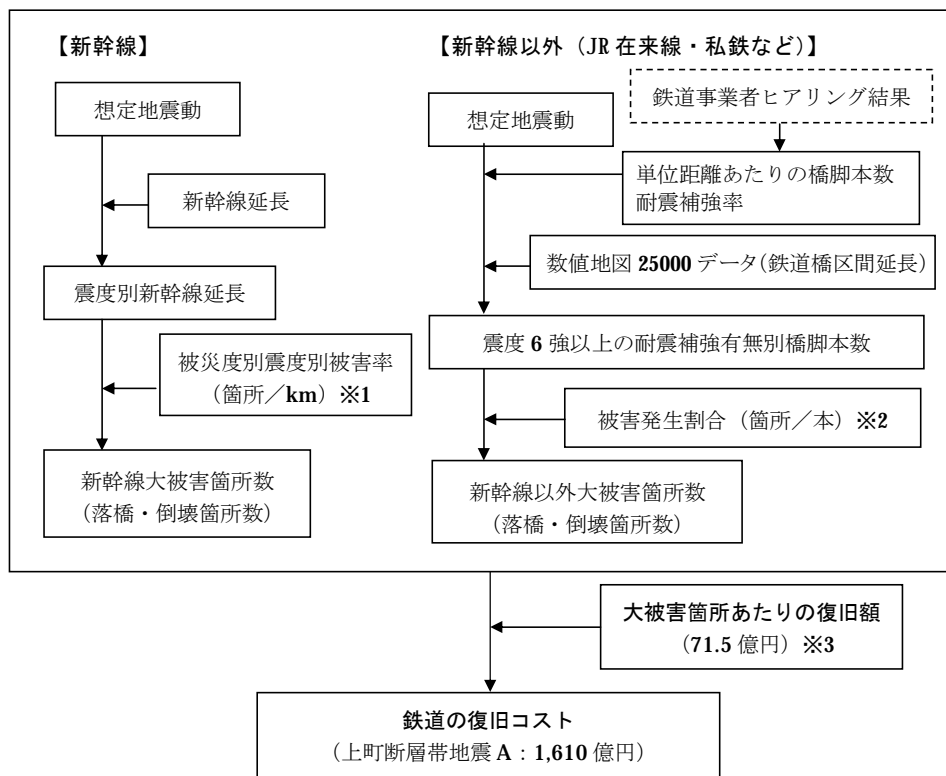 【新幹線】
想定地震動
新幹線延長
震度別新幹線延長
被災度別震度別被害率
(箇所／km)※1
新幹線大被害箇所数
(落橋・倒壊箇所数)
【新幹線以外（JR 在来線・私鉄など）】
鉄道事業者ヒアリング結果
想定地震動
単位距離あたりの橋脚本数
耐震補強率
数値地図 25000 データ(鉄道橋区間延長)
震度 6 強以上の耐震補強有無別橋脚本数
被害発生割合（箇所／本）※2
新幹線以外大被害箇所数
(落橋・倒壊箇所数)
大被害箇所あたりの復旧額
（71.5 億円）※3
鉄道の復旧コスト
（上町断層帯地震 A：1,610 億円）